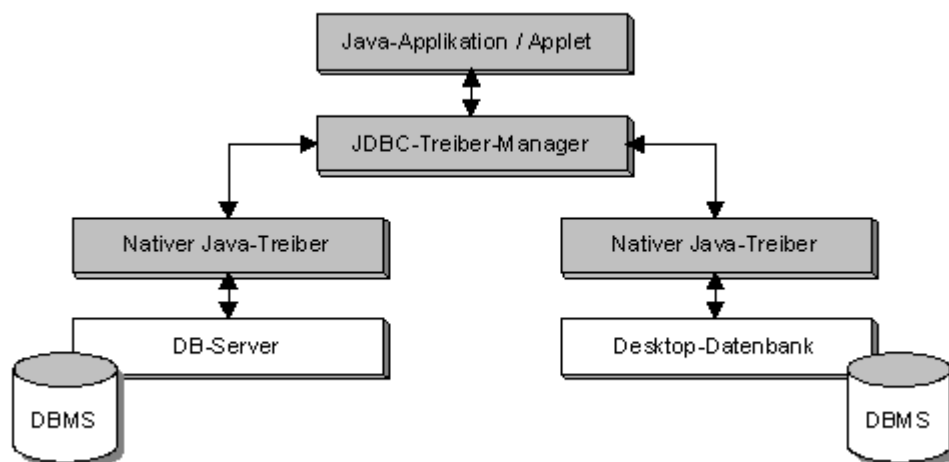 Java-Applikation / Applet
JDBC-Treiber-Manager
Nativer Java-Treiber
Nativer Java-Treiber
DB-Server
Desktop-Datenbank
DBMS
DBMS